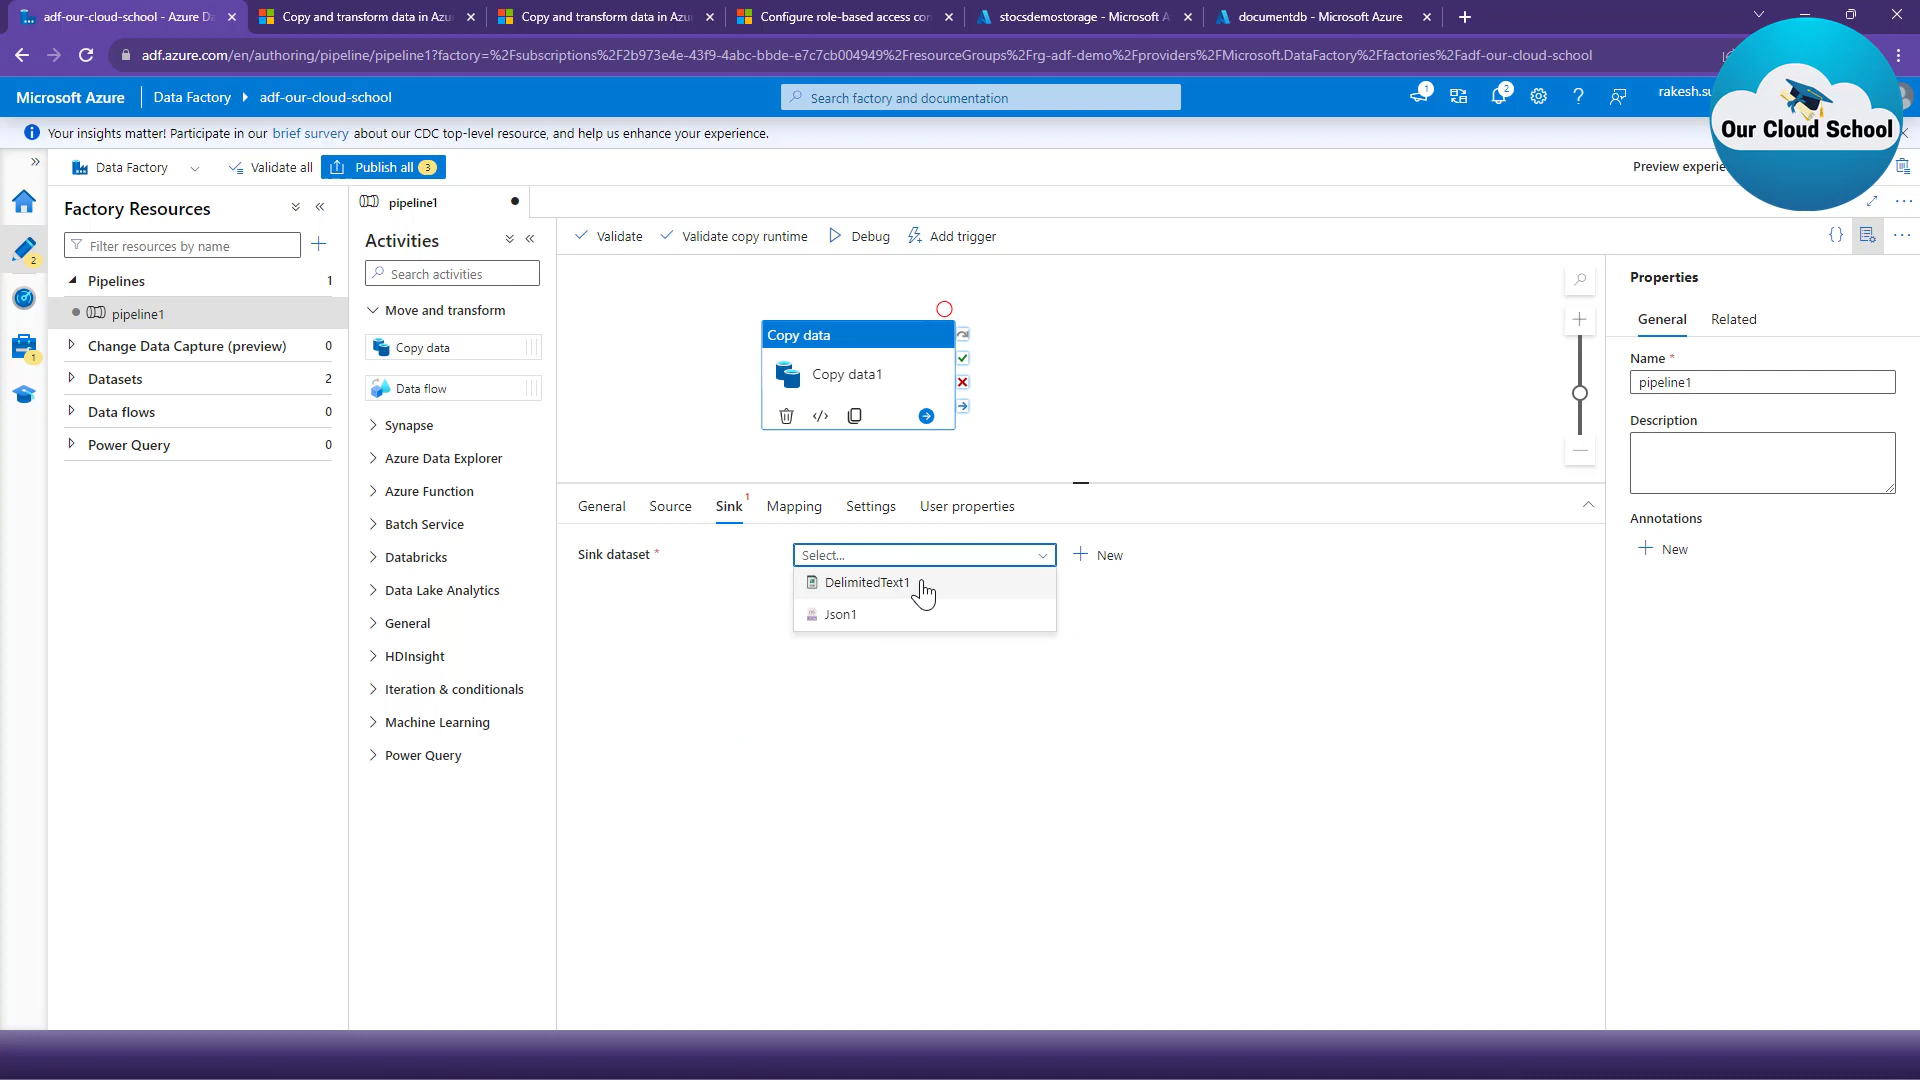 adf-our-cloud-school - Azure Da
Copy and transform data in Azu
Copy and transform data in Azu
Configure role-based access con
stocsdemostorage - Microsoft A
documentdb - Microsoft Azure
adf.azure.com/en/authoring/pipeline/pipeline1?factory=%2Fsubscriptions%2F2b973e4e-43f9-4abc-bbde-e7c7cb004949%2FresourceGroups%2Frg-adf-demo%2Fproviders%2FMicrosoft.DataFactory%2Ffactories%2Fadf-our-cloud-school
Microsoft Azure
Data Factory
adf-our-cloud-school
Search factory and documentation
1
2
rakesh.su
Our Cloud School
Your insights matter! Participate in our brief survey about our CDC top-level resource, and help us enhance your experience.
Data Factory
Validate all
Publish all 3
Preview experie
2
1
Factory Resources
Filter resources by name
Pipelines 1
pipeline1
Change Data Capture (preview) 0
Datasets 2
Data flows 0
Power Query 0
pipeline1
Activities
Search activities
Move and transform
Copy data
Data flow
Synapse
Azure Data Explorer
Azure Function
Batch Service
Databricks
Data Lake Analytics
General
HDInsight
Iteration & conditionals
Machine Learning
Power Query
Validate
Validate copy runtime
Debug
Add trigger
{}
Copy data
Copy data1
General
Source
Sink 1
Mapping
Settings
User properties
Sink dataset *
Select...
New
DelimitedText1
Json1
Properties
General
Related
Name *
pipeline1
Description
Annotations
New